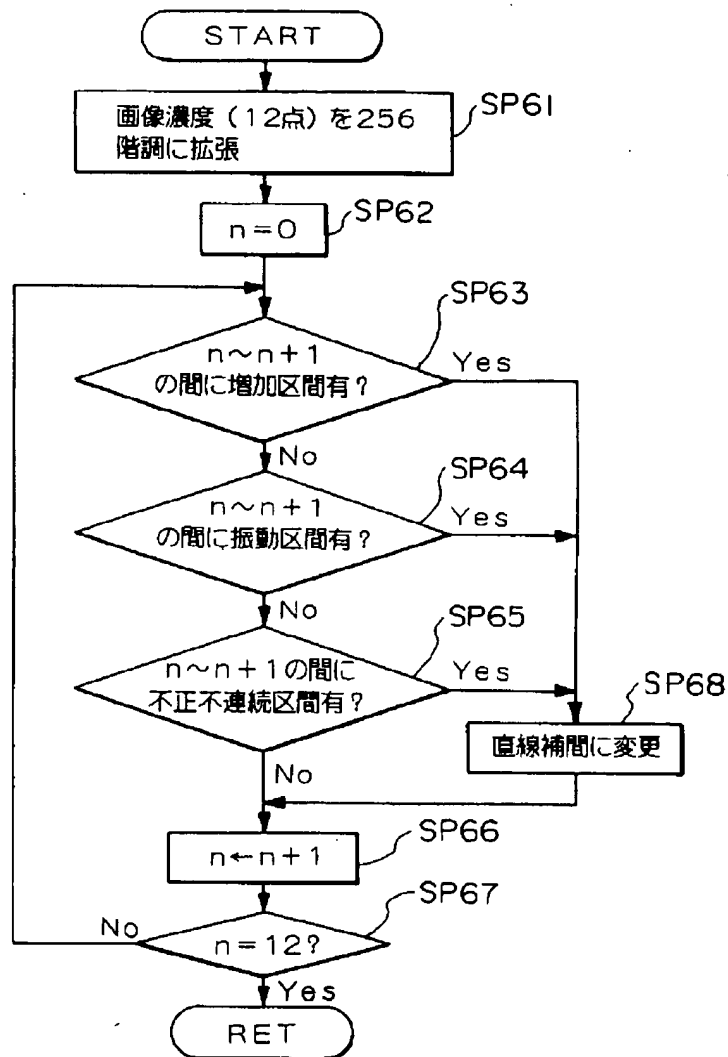 START
画像濃度（12点）を256
階調に拡張
SP61
n=0
SP62
n～n+1
の間に増加区間有？
SP63
Yes
No
n～n+1
の間に振動区間有？
SP64
Yes
No
n～n+1の間に
不正不連続区間有？
SP65
Yes
No
直線補間に変更
SP68
n←n+1
SP66
n=12?
SP67
No
Yes
RET